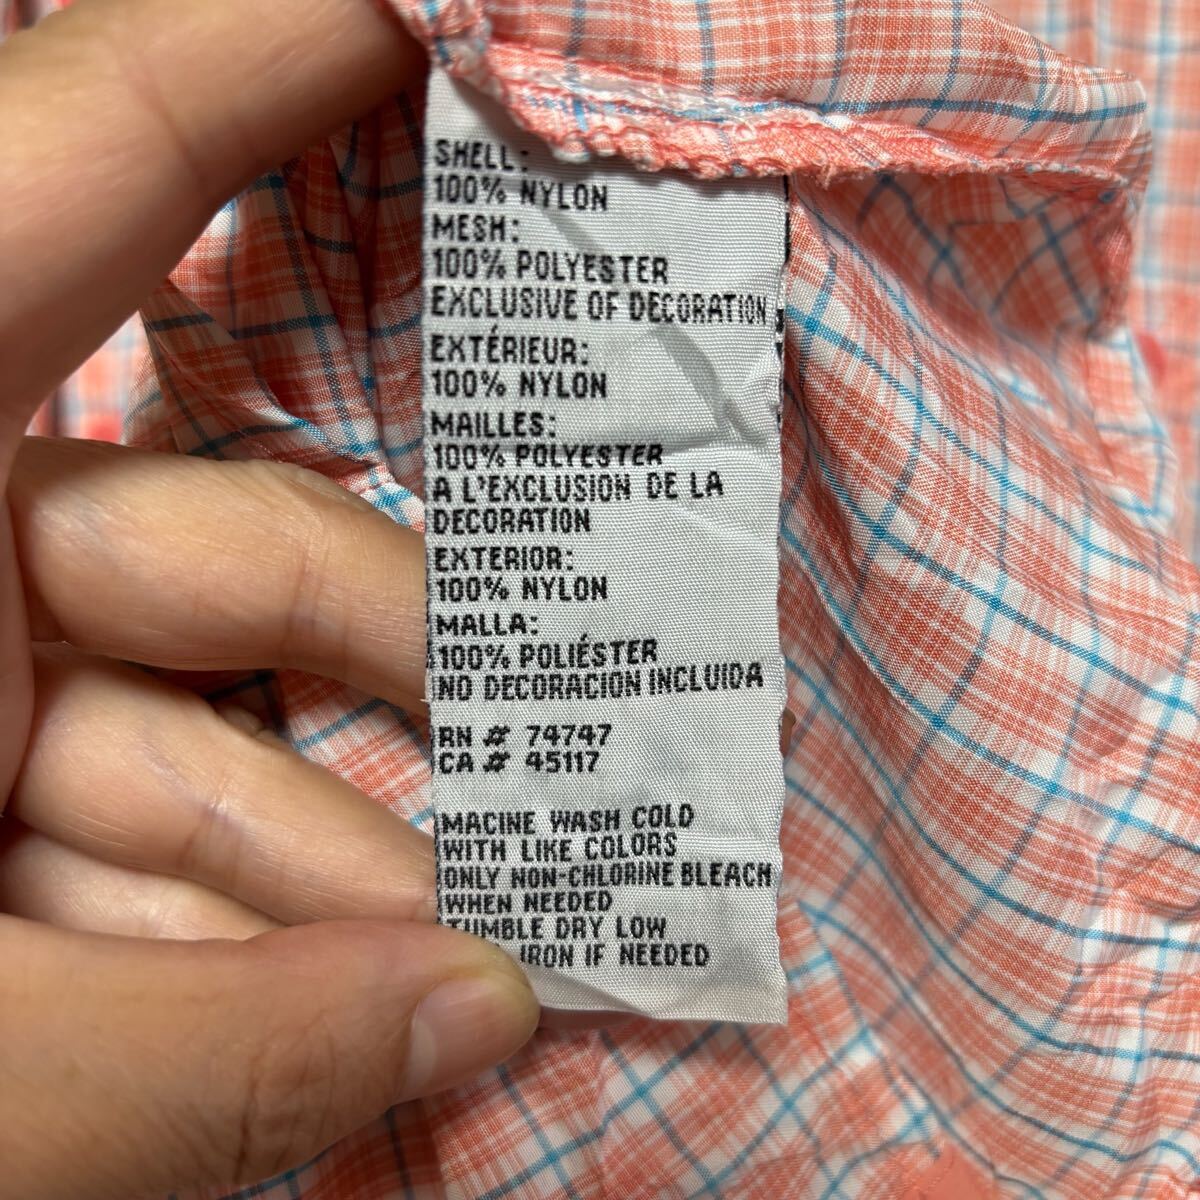 SHELL:
100% NYLON
MESH:
100% POLYESTER
EXCLUSIVE OF DECORATION
EXTÉRIEUR:
100% NYLON
MAILLES:
100% POLYESTER
A L'EXCLUSION DE LA
DECORATION
EXTERIOR:
100% NYLON
MALLA:
100% POLIÉSTER
NO DECORACION INCLUIDA
RN # 74747
CA # 45117
MACINE WASH COLD
WITH LIKE COLORS
ONLY NON-CHLORINE BLEACH
WHEN NEEDED
TUMBLE DRY LOW
IRON IF NEEDED